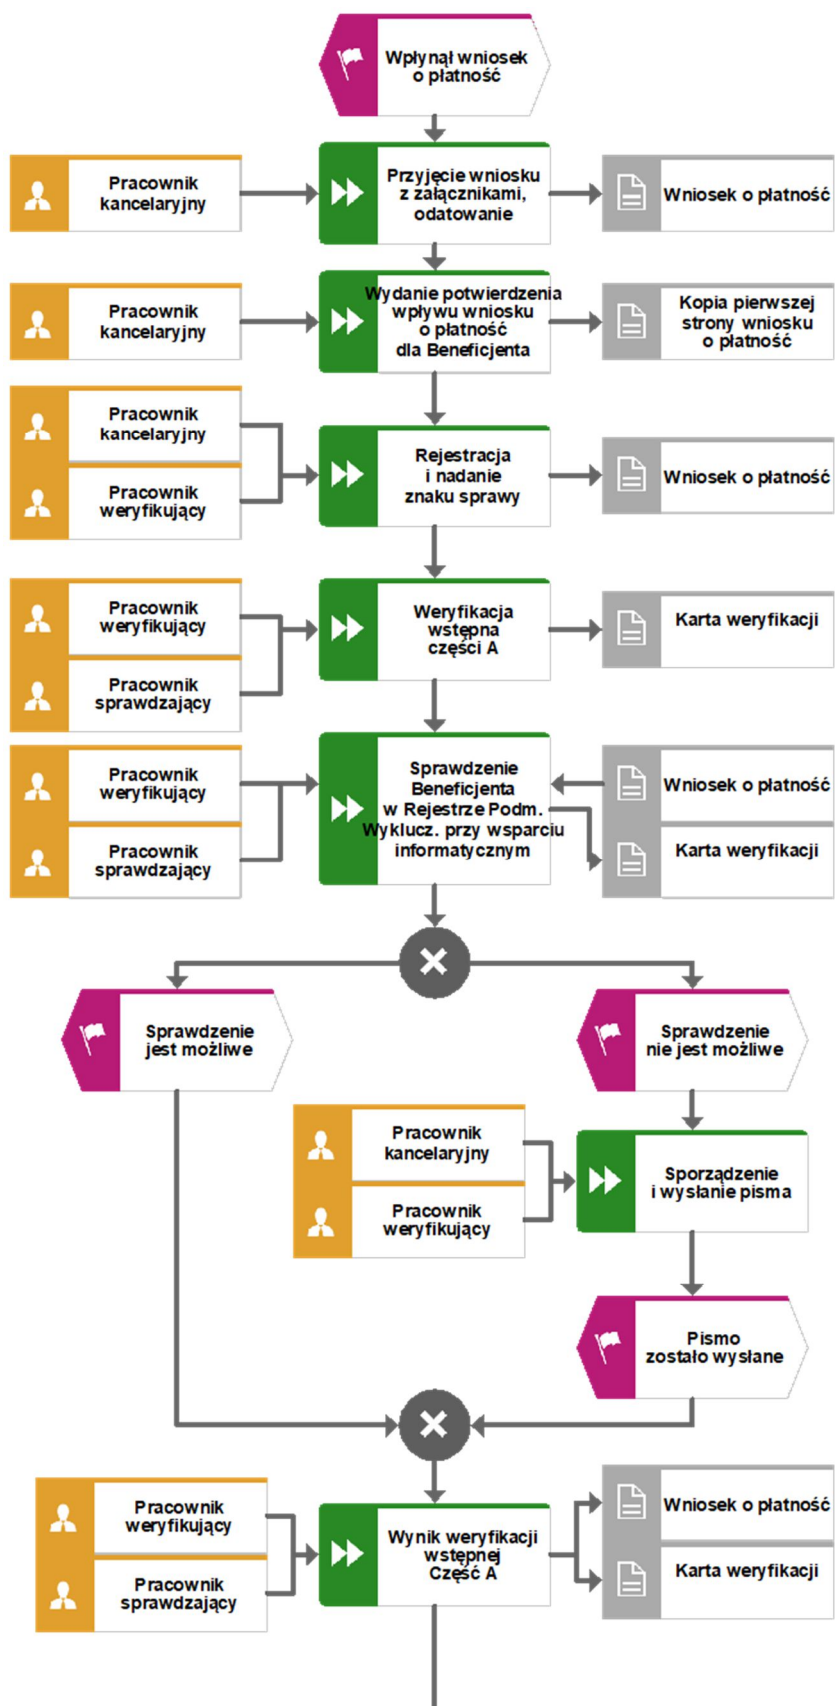 Wpłynął wniosek
o płatność
Pracownik
kancelaryjny
Przyjęcie wniosku
z załącznikami,
odatowanie
Wniosek o płatność
Pracownik
kancelaryjny
Wydanie potwierdzenia
wpływu wniosku
o płatność
dla Beneficjenta
Kopia pierwszej
strony wniosku
o płatność
Pracownik
kancelaryjny
Pracownik
weryfikujący
Rejestracja
i nadanie
znaku sprawy
Wniosek o płatność
Pracownik
weryfikujący
Pracownik
sprawdzający
Weryfikacja
wstępna
części A
Karta weryfikacji
Pracownik
weryfikujący
Pracownik
sprawdzający
Sprawdzenie
Beneficjenta
w Rejestrze Podm.
Wyklucz. przy wsparciu
informatycznym
Wniosek o płatność
Karta weryfikacji
Sprawdzenie
jest możliwe
Sprawdzenie
nie jest możliwe
Pracownik
kancelaryjny
Pracownik
weryfikujący
Sporządzenie
i wysłanie pisma
Pismo
zostało wysłane
Pracownik
weryfikujący
Pracownik
sprawdzający
Wynik weryfikacji
wstępnej
Część A
Wniosek o płatność
Karta weryfikacji